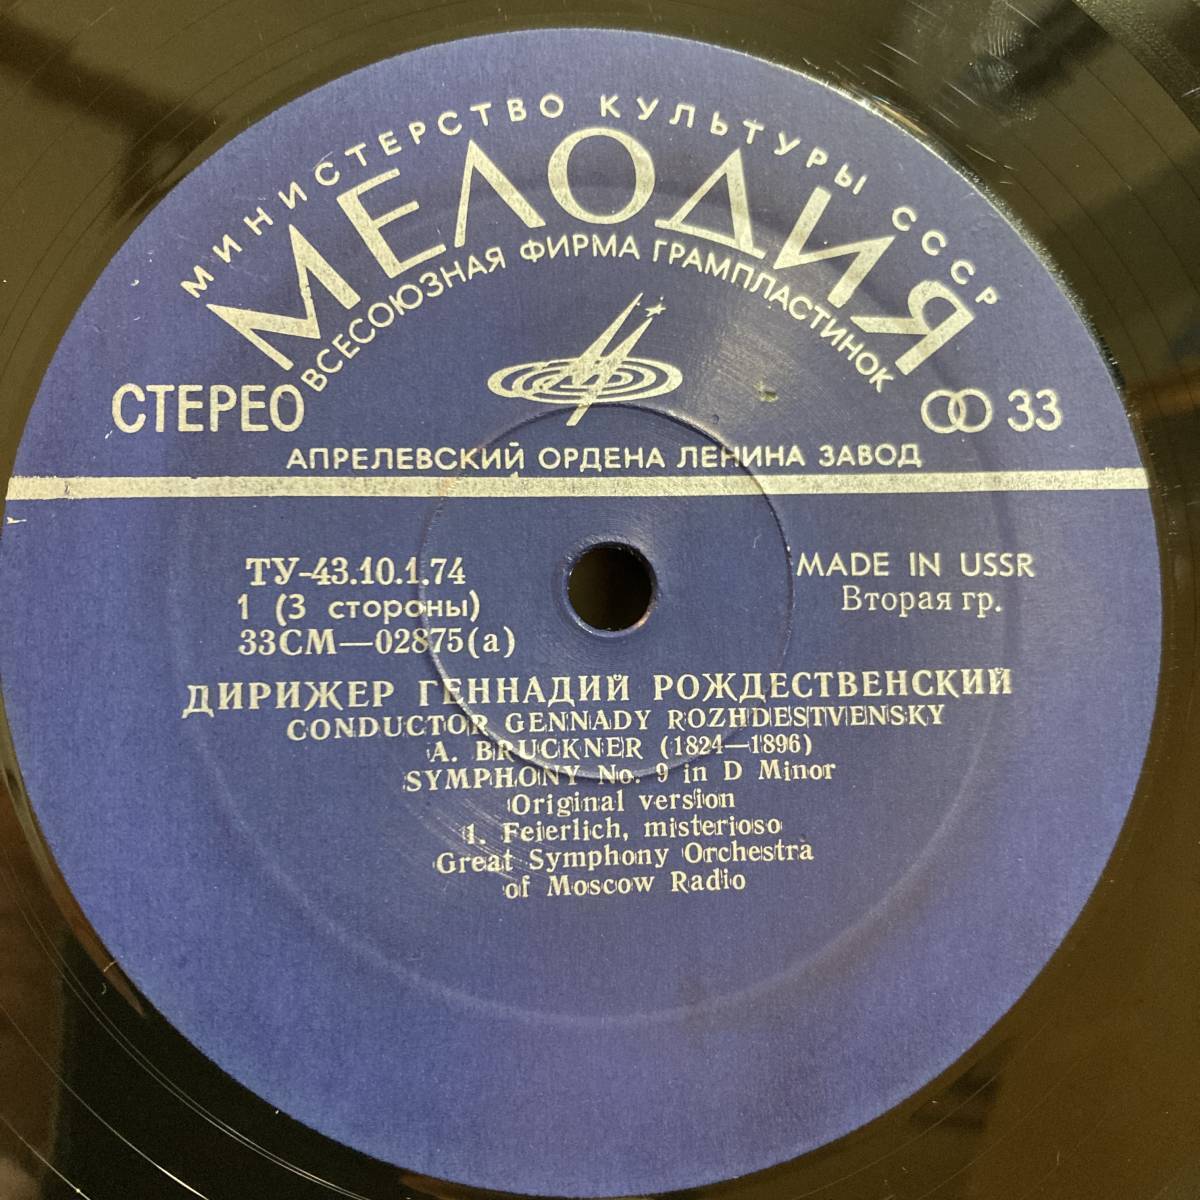 МИНИСТЕРСТВО КУЛЬТУРЫ СССР
МЕЛОДИЯ
ВСЕСОЮЗНАЯ ФИРМА ГРАМПЛАСТИНОК
СТЕРЕО
33
АПРЕЛЕВСКИЙ ОРДЕНА ЛЕНИНА ЗАВОД
ТУ-43.10.1.74
1 (3 стороны)
33СМ—02875(а)
MADE IN USSR
Вторая гр.
ДИРИЖЕР ГЕННАДИЙ РОЖДЕСТВЕНСКИЙ
CONDUCTOR GENNADY ROZHDESTVENSKY
A. BRUCKNER (1824—1896)
SYMPHONY No. 9 in D Minor
Original version
1. Feierlich, misterioso
Great Symphony Orchestra
of Moscow Radio